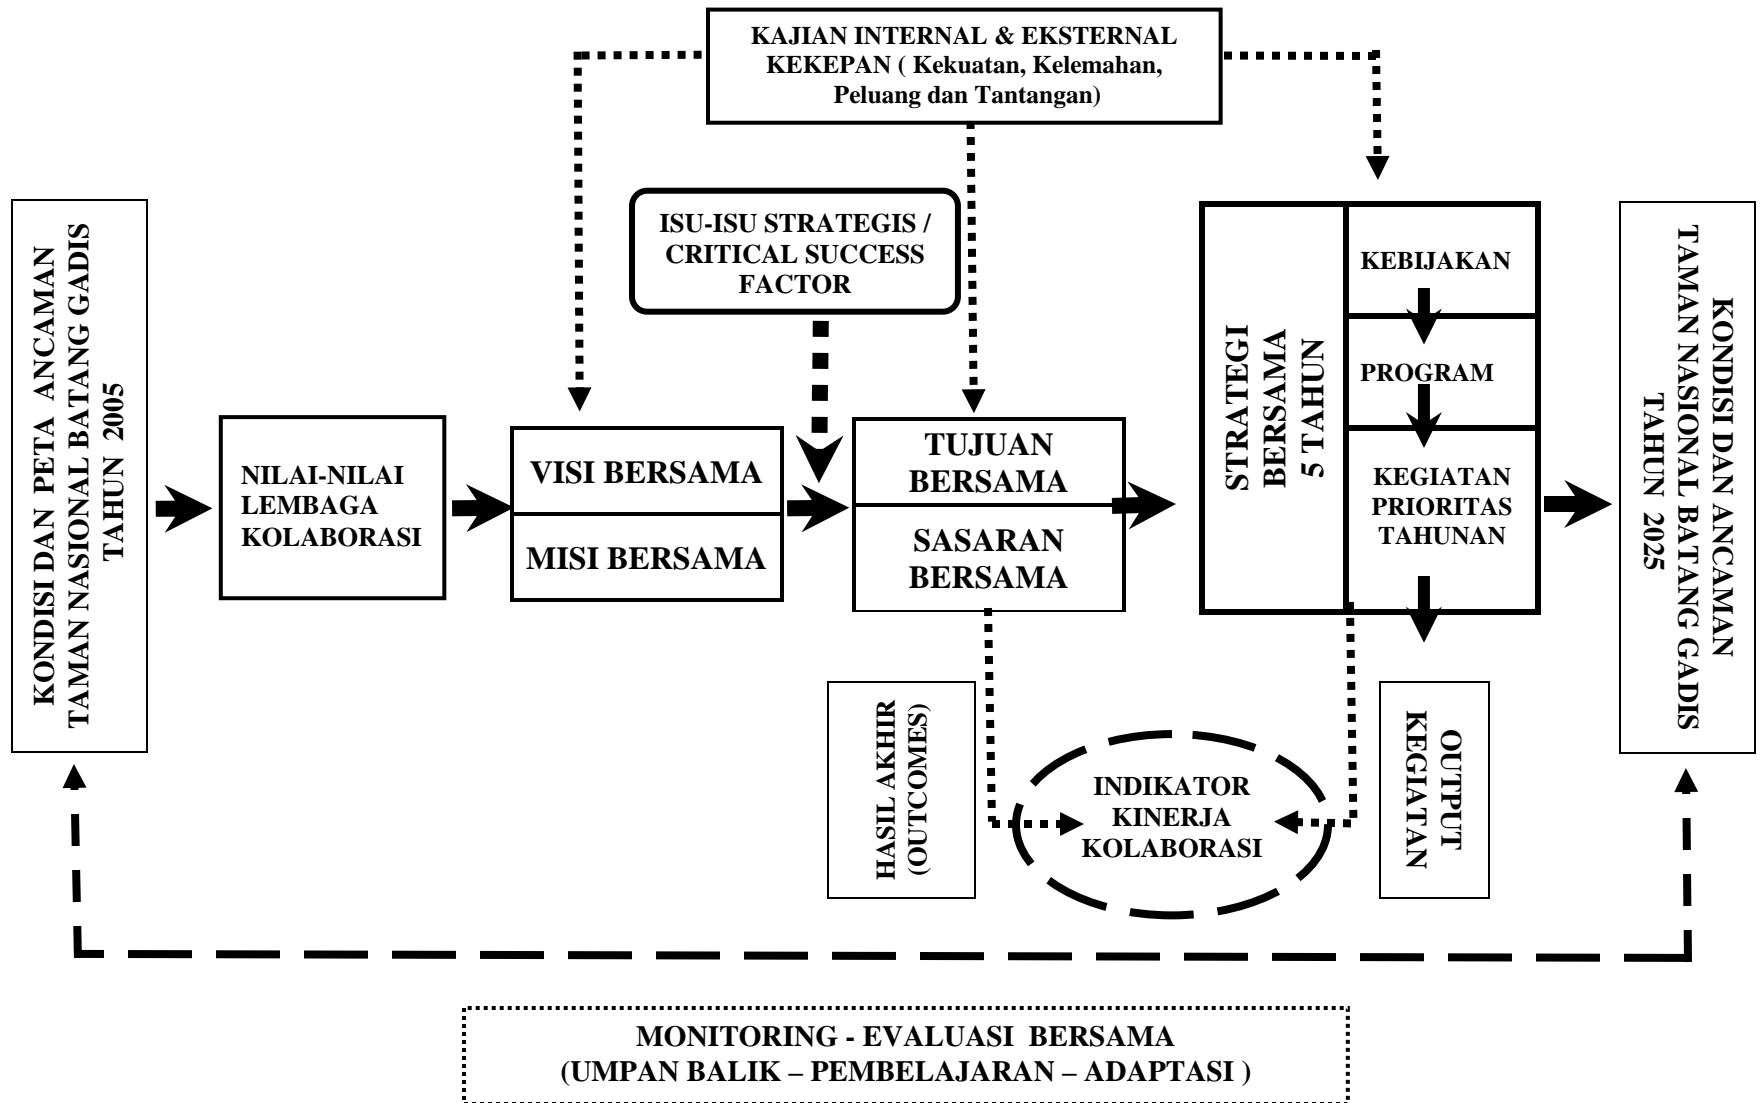 KAJIAN INTERNAL & EKSTERNAL
KEKEPAN ( Kekuatan, Kelemahan,
Peluang dan Tantangan)
ISU-ISU STRATEGIS /
CRITICAL SUCCESS
FACTOR
KONDISI DAN PETA ANCAMAN
TAMAN NASIONAL BATANG GADIS
TAHUN 2005
NILAI-NILAI
LEMBAGA
KOLABORASI
VISI BERSAMA
MISI BERSAMA
TUJUAN
BERSAMA
SASARAN
BERSAMA
STRATEGI
BERSAMA
5 TAHUN
KEBIJAKAN
PROGRAM
KEGIATAN
PRIORITAS
TAHUNAN
KONDISI DAN ANCAMAN
TAMAN NASIONAL BATANG GADIS
TAHUN 2025
HASIL AKHIR
(OUTCOMES)
INDIKATOR
KINERJA
KOLABORASI
OUTPUT
KEGIATAN
MONITORING - EVALUASI BERSAMA
(UMPAN BALIK – PEMBELAJARAN – ADAPTASI )